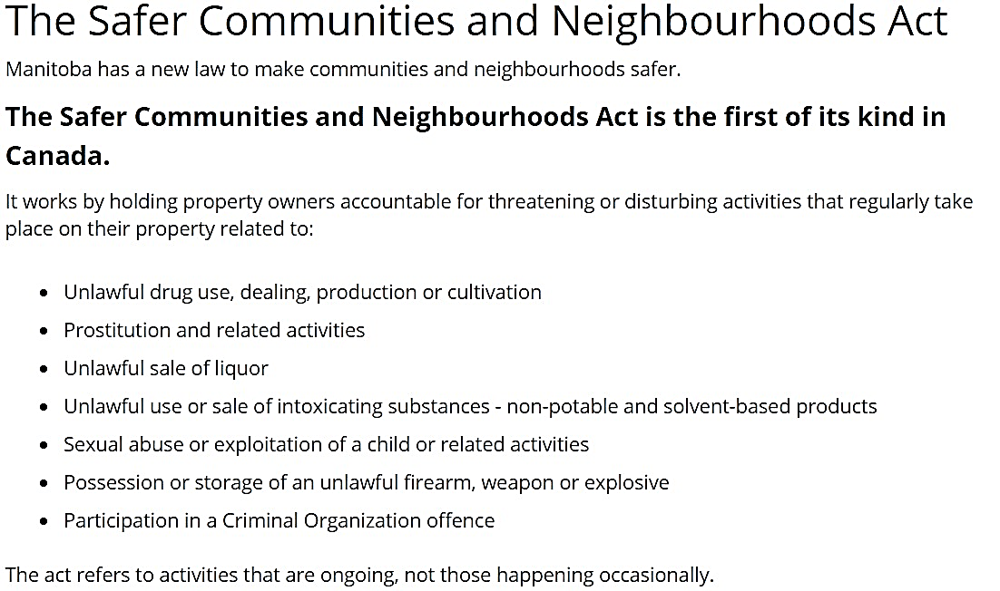 The Safer Communities and Neighbourhoods Act
Manitoba has a new law to make communities and neighbourhoods safer.
The Safer Communities and Neighbourhoods Act is the first of its kind in
Canada.
It works by holding property owners accountable for threatening or disturbing activities that regularly take
place on their property related to:
• Unlawful drug use, dealing, production or cultivation
• Prostitution and related activities
• Unlawful sale of liquor
• Unlawful use or sale of intoxicating substances - non-potable and solvent-based products
• Sexual abuse or exploitation of a child or related activities
• Possession or storage of an unlawful firearm, weapon or explosive
• Participation in a Criminal Organization offence
The act refers to activities that are ongoing, not those happening occasionally.